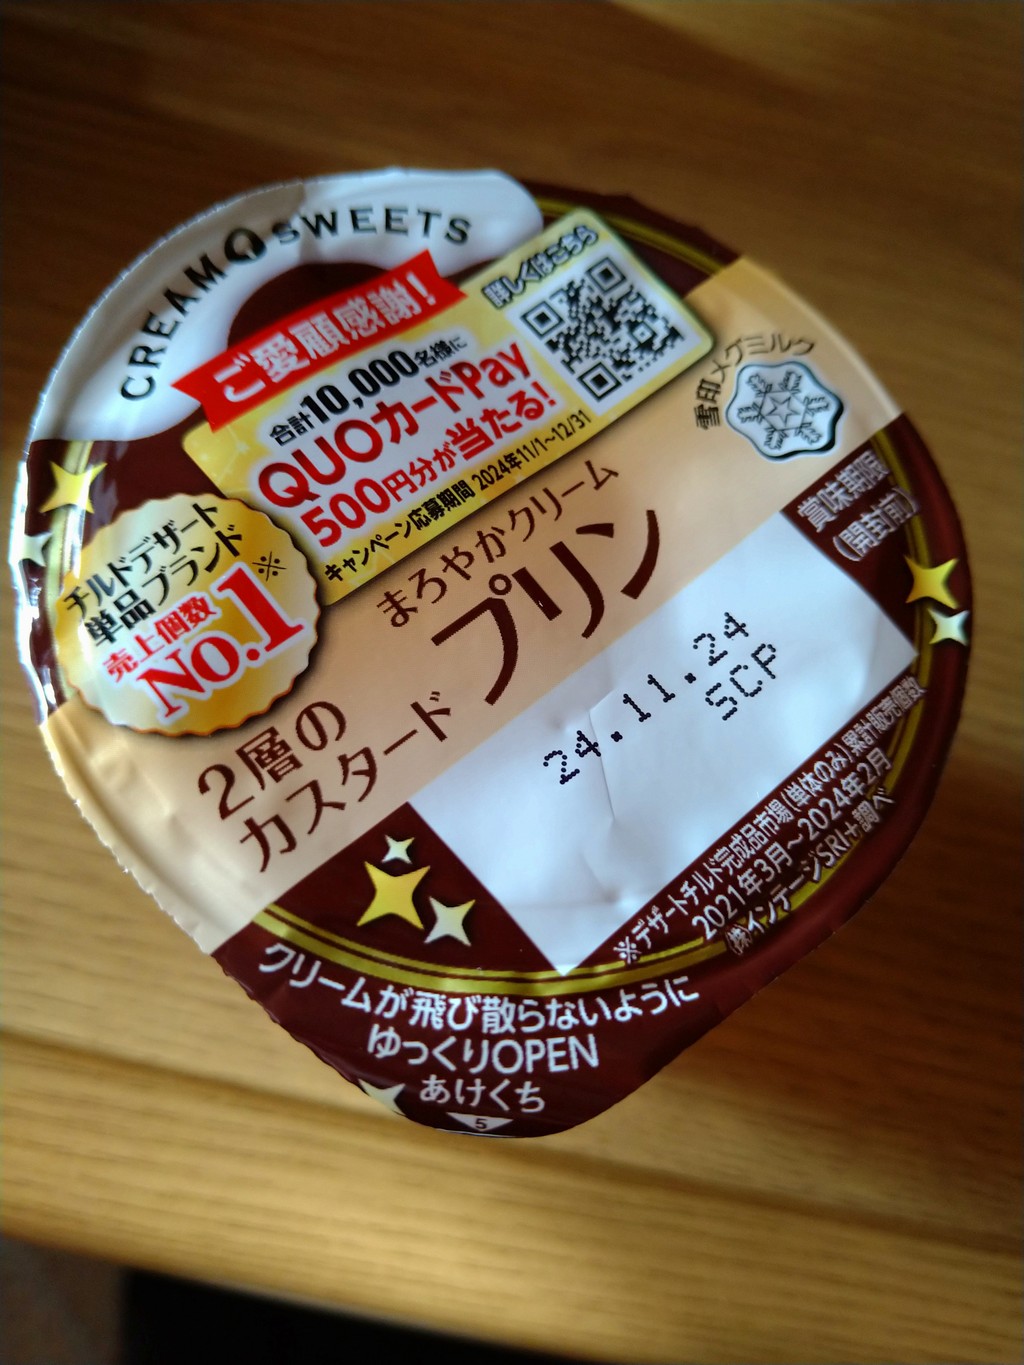 CREAM SWEETS
ご愛顧感謝!
合計10,000名様に
QUOカードPay
500円分が当たる!
キャンペーン応募期間 2024年11/1~12/31
詳しくはこちら
雪印メグミルク
チルドデザート
単品ブランド
売上個数※
No.1
まろやかクリーム
プリン
2層の
カスタード
賞味期限
(開封前)
24.11.24
SCP
※デザートチルド完成品市場(単体のみ)累計販売個数
2021年3月~2024年2月
㈱インテージSRI+調べ
クリームが飛び散らないように
ゆっくりOPEN
あけくち
5